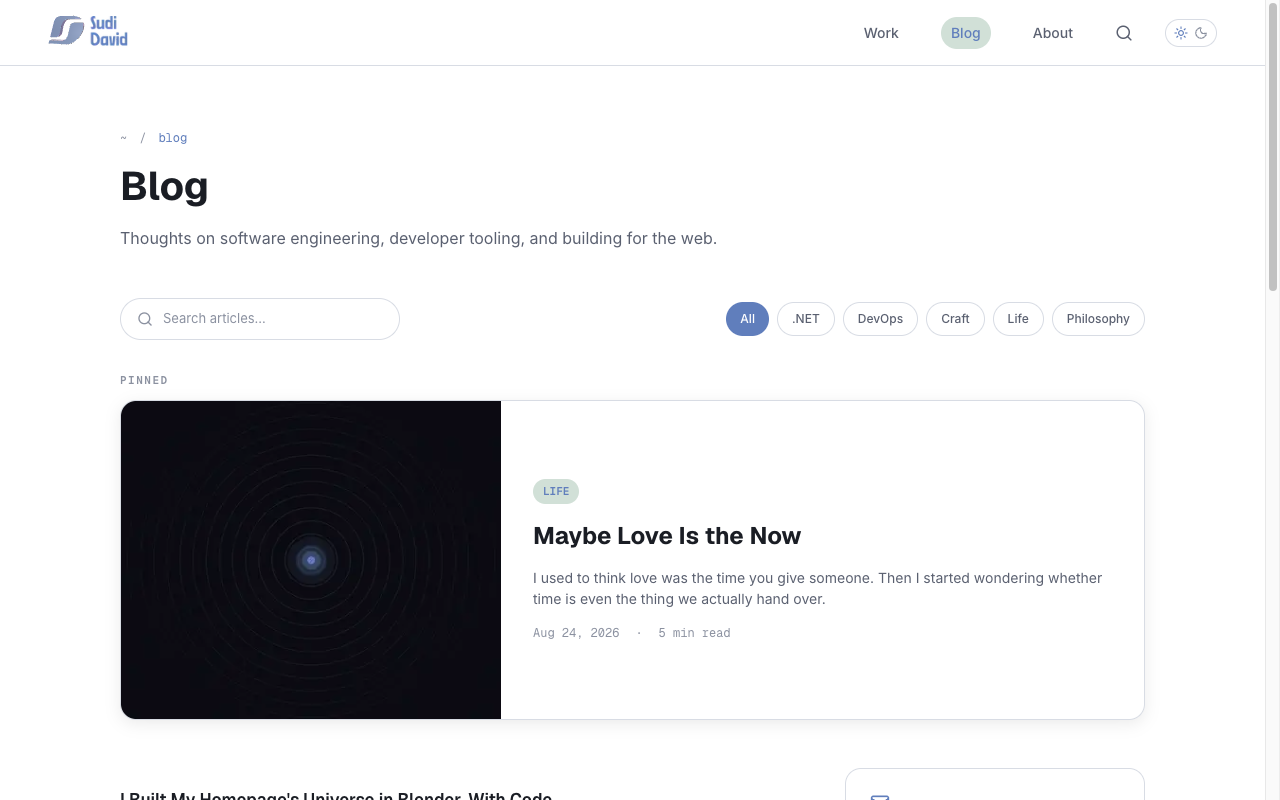 Sudi
David
Work
Blog
About
~ / blog
Blog
Thoughts on software engineering, developer tooling, and building for the web.
Search articles...
All
.NET
DevOps
Craft
Life
Philosophy
PINNED
LIFE
Maybe Love Is the Now
I used to think love was the time you give someone. Then I started wondering whether
time is even the thing we actually hand over.
Aug 24, 2026 · 5 min read
I Built My Homepage's Universe in Blender, With Code